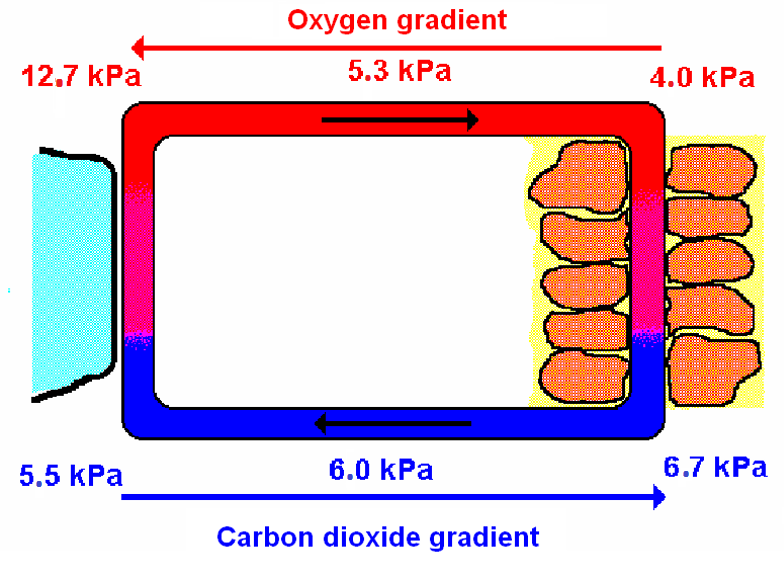 Oxygen gradient
12.7 kPa
5.3 kPa
4.0 kPa
5.5 kPa
6.0 kPa
6.7 kPa
Carbon dioxide gradient